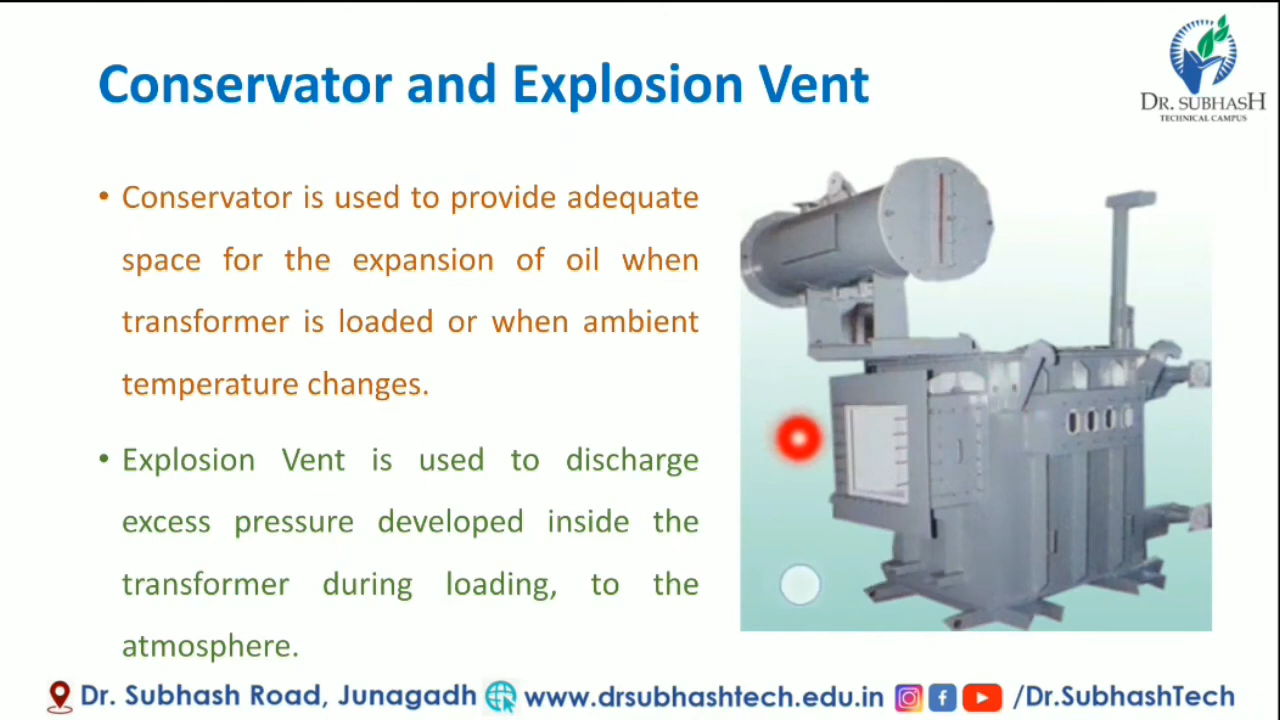 Conservator and Explosion Vent
DR. SUBHASH
TECHNICAL CAMPUS
• Conservator is used to provide adequate
space for the expansion of oil when
transformer is loaded or when ambient
temperature changes.
• Explosion Vent is used to discharge
excess pressure developed inside the
transformer during loading, to the
atmosphere.
Dr. Subhash Road, Junagadh www.drsubhashtech.edu.in /Dr.SubhashTech